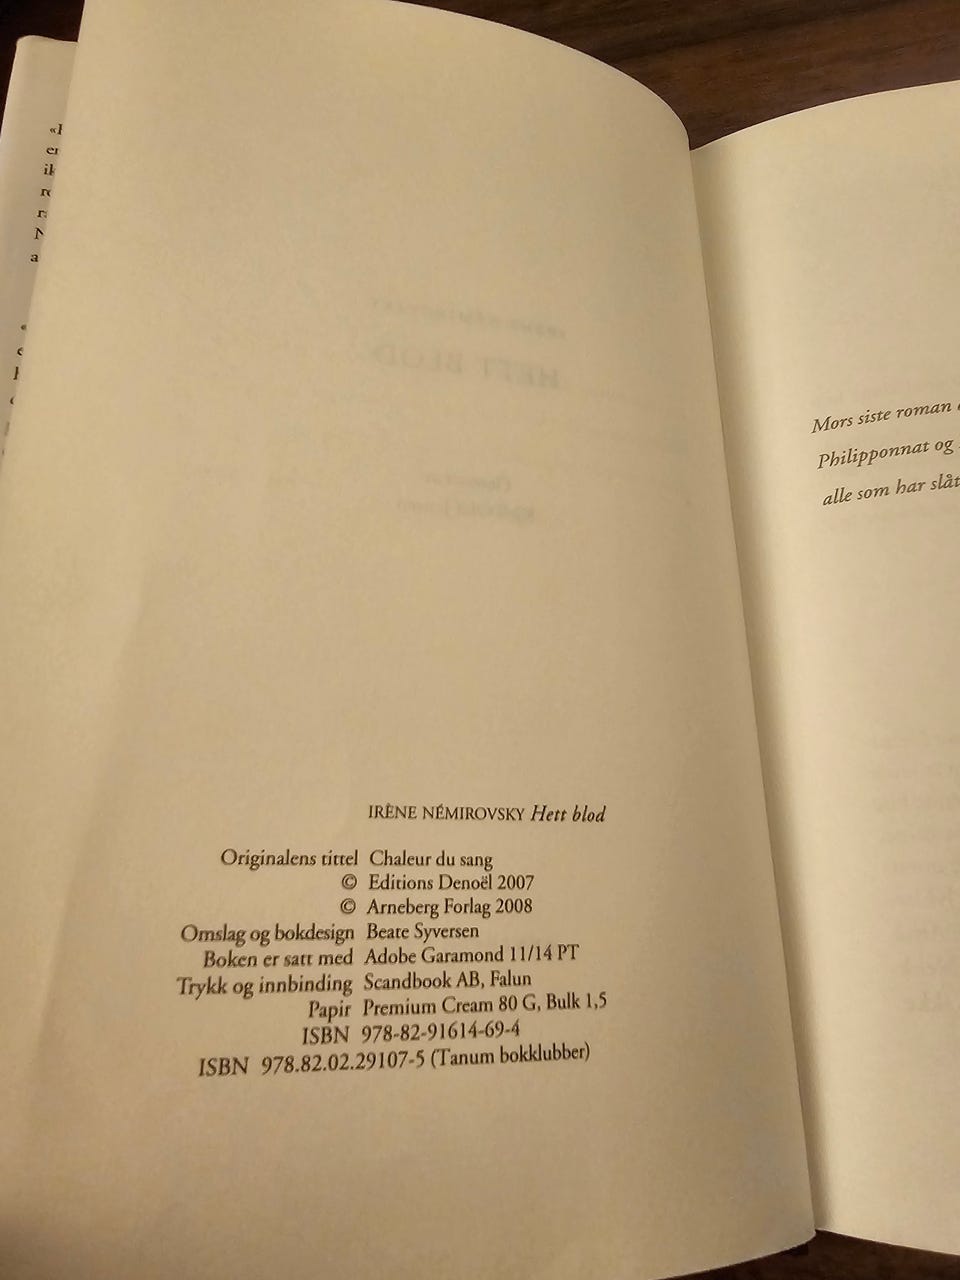 IRÈNE NÉMIROVSKY Hett blod
Originalens tittel Chaleur du sang
© Editions Denoël 2007
© Arneberg Forlag 2008
Omslag og bokdesign Beate Syversen
Boken er satt med Adobe Garamond 11/14 PT
Trykk og innbinding Scandbook AB, Falun
Papir Premium Cream 80 G, Bulk 1,5
ISBN 978-82-91614-69-4
ISBN 978.82.02.29107-5 (Tanum bokklubber)
Mors siste roman
Philipponnat og
alle som har slåt